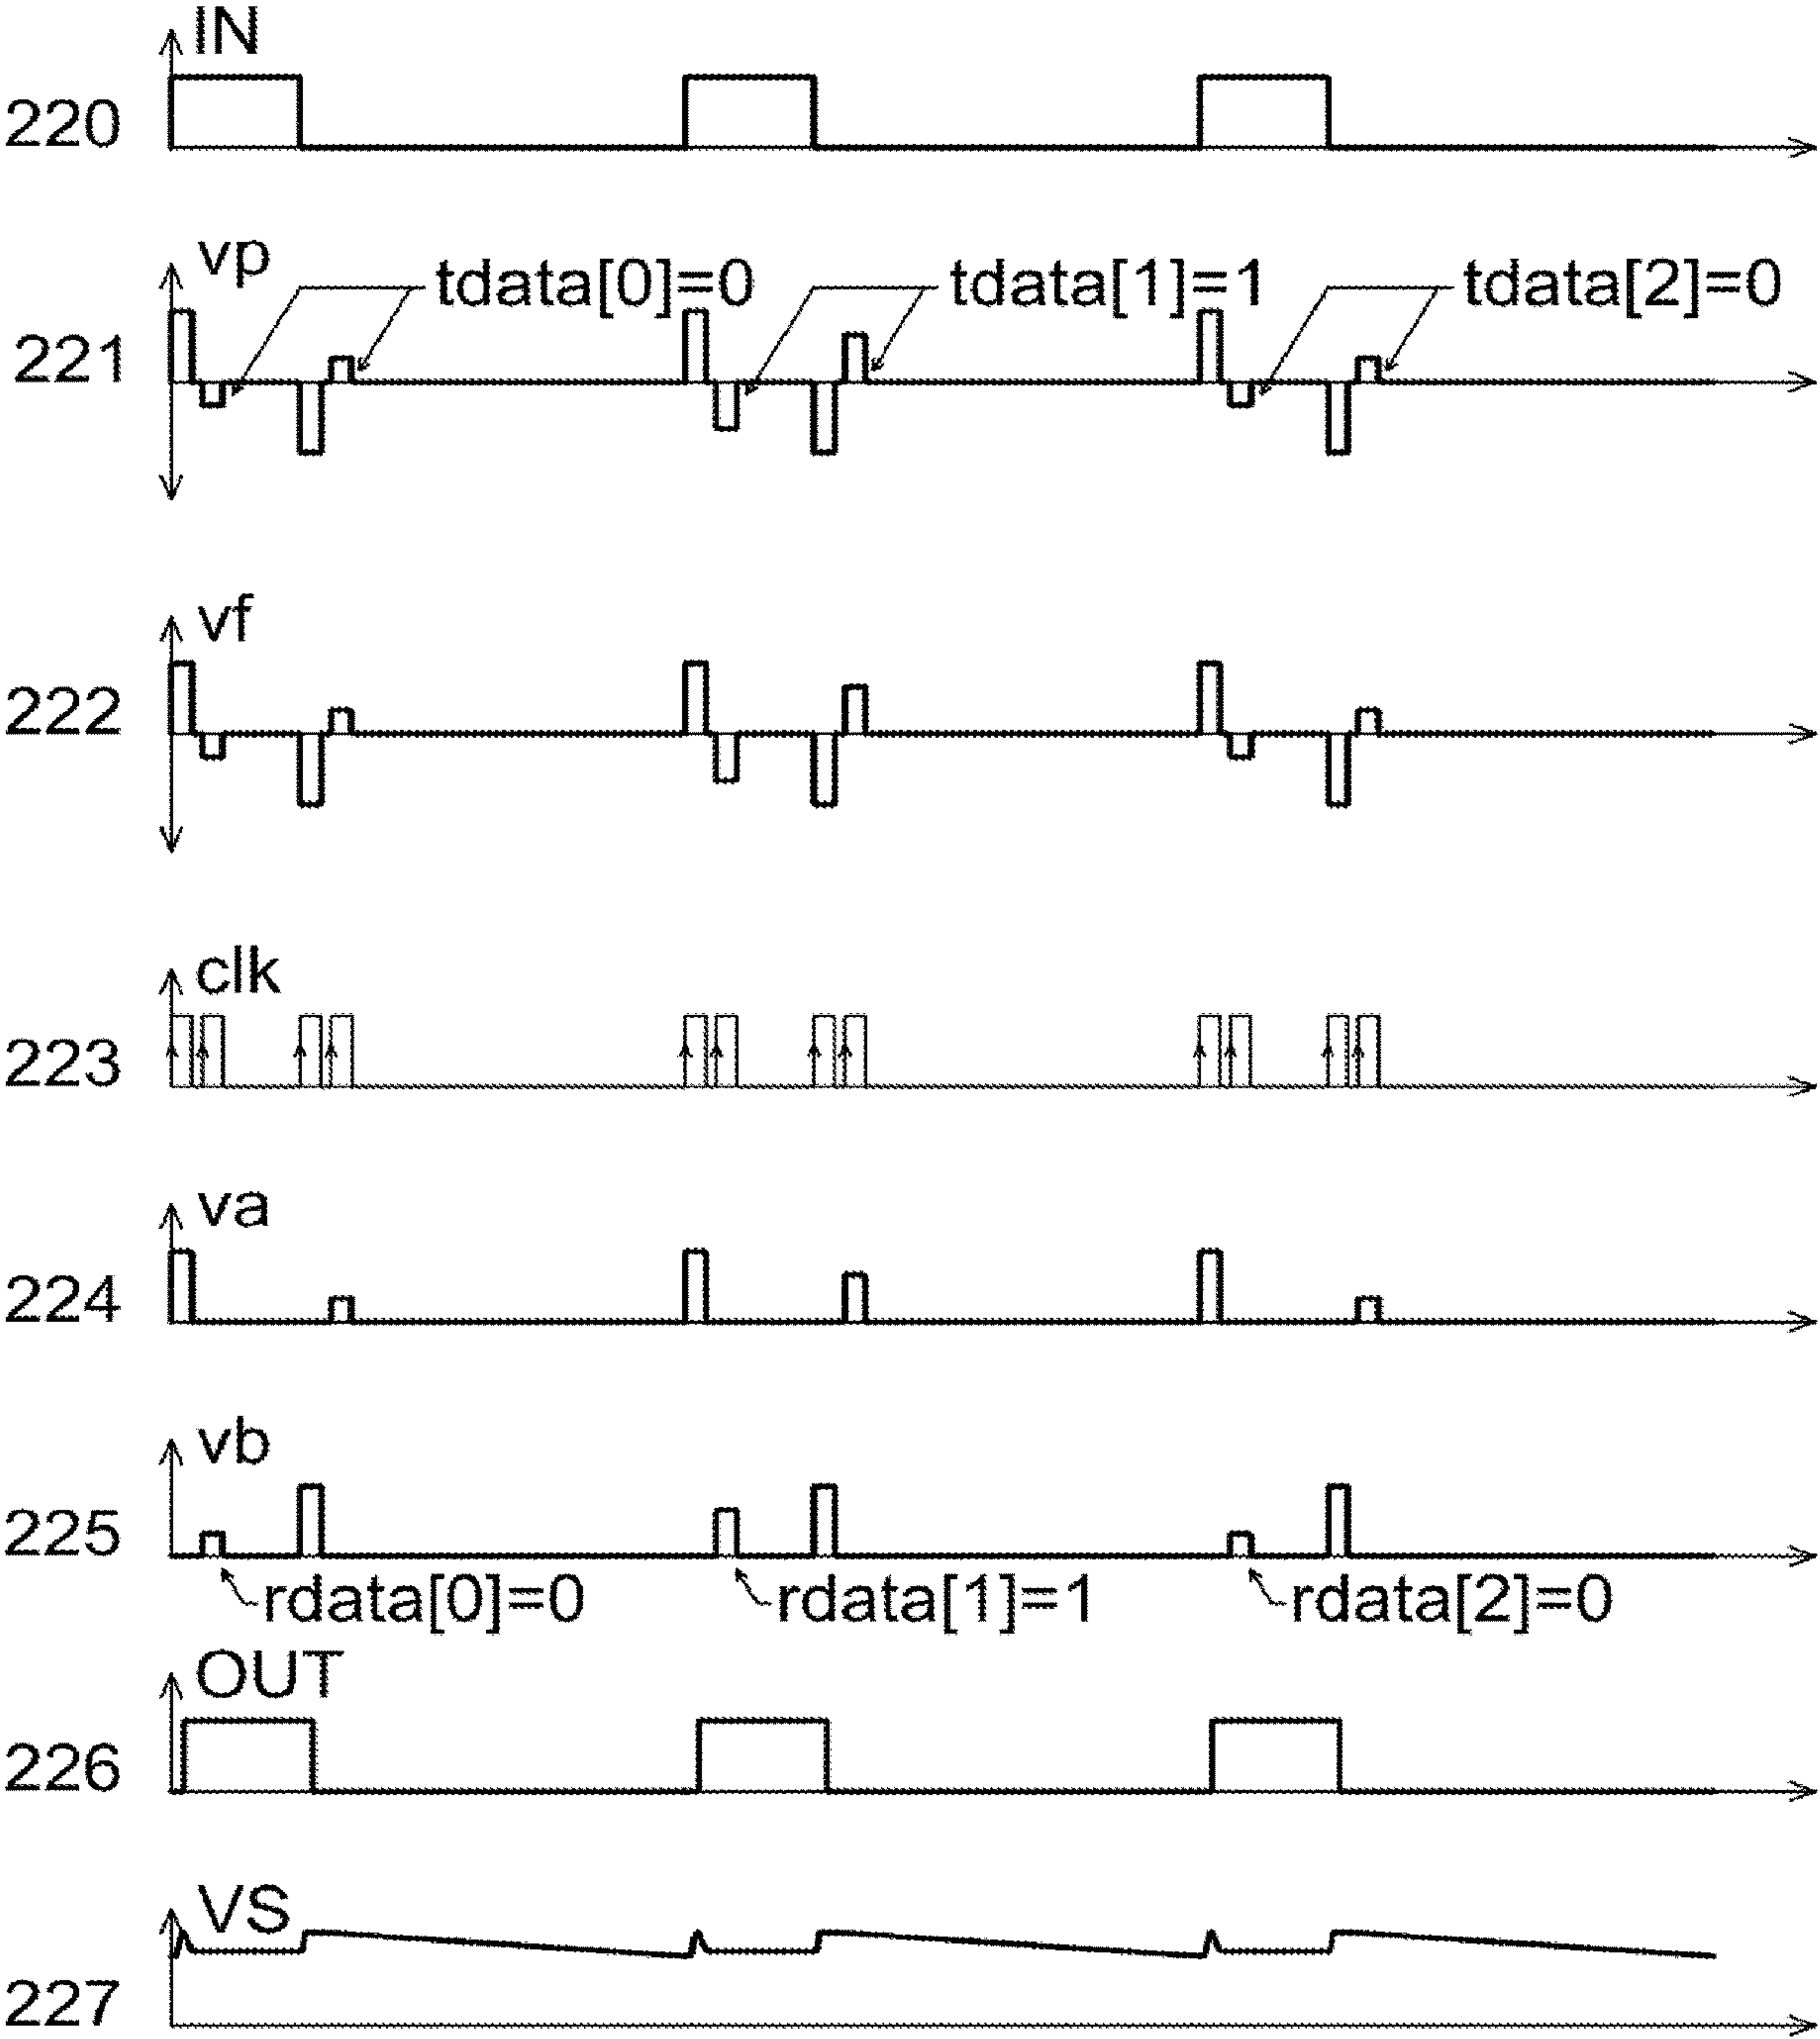 IN
220
vp
tdata[0]=0 tdata[1]=1 tdata[2]=0
221
vf
222
clk
223
va
224
vb
225
rdata[0]=0 rdata[1]=1 rdata[2]=0
OUT
226
VS
227